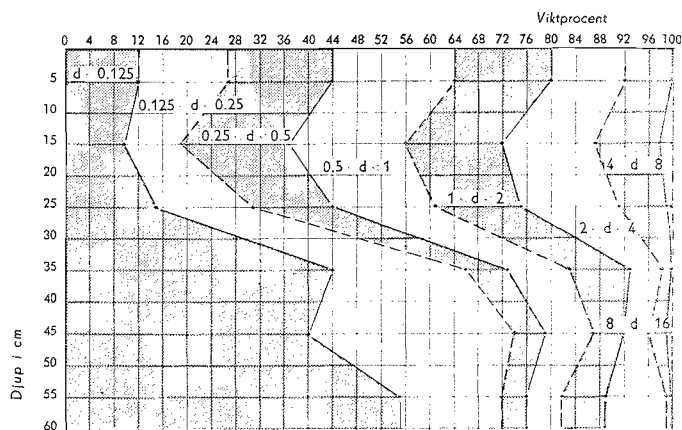 Viktprocent
0 4 8 12 16 20 24 28 32 36 40 44 48 52 56 60 64 68 72 76 80 84 88 92 96 100
5
d · 0.125
0.125 · d · 0.25
10
0.25 · d · 0.5
15
0.5 · d · 1
4 d 8
20
1 · d · 2
25
2 · d · 4
30
35
40
8 d 16
45
50
55
60
Djup i cm